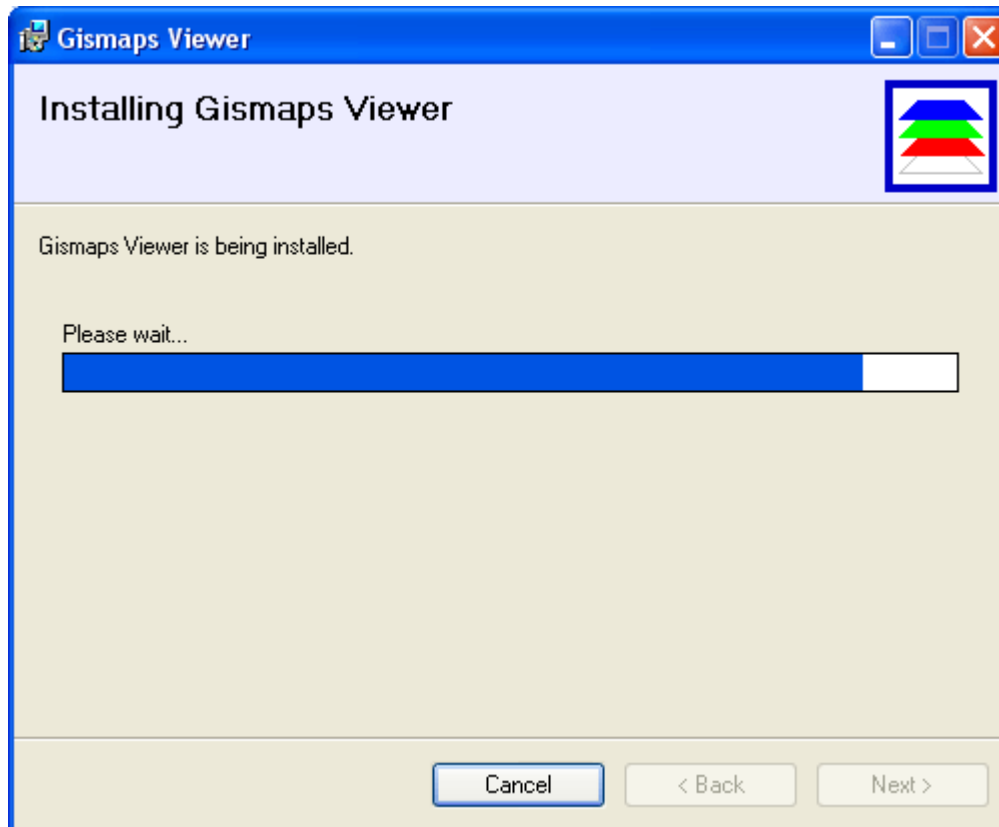 Gismaps Viewer
Installing Gismaps Viewer
Gismaps Viewer is being installed.
Please wait...
Cancel
< Back
Next >